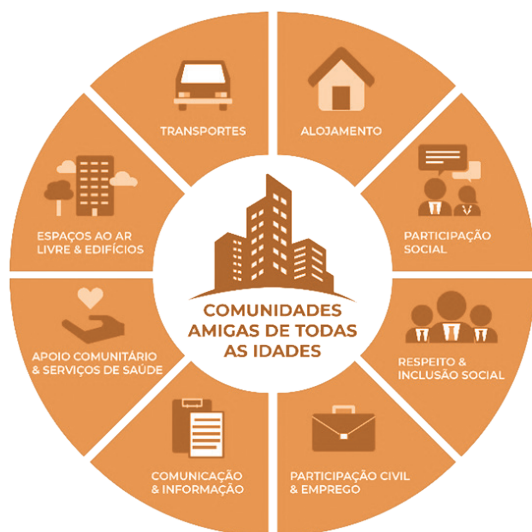 TRANSPORTES
ALOJAMENTO
ESPAÇOS AO AR
LIVRE & EDIFÍCIOS
PARTICIPAÇÃO
SOCIAL
COMUNIDADES
AMIGAS DE TODAS
AS IDADES
APOIO COMUNITÁRIO
& SERVIÇOS DE SAÚDE
RESPEITO &
INCLUSÃO SOCIAL
COMUNICAÇÃO
& INFORMAÇÃO
PARTICIPAÇÃO CIVIL
& EMPREGO